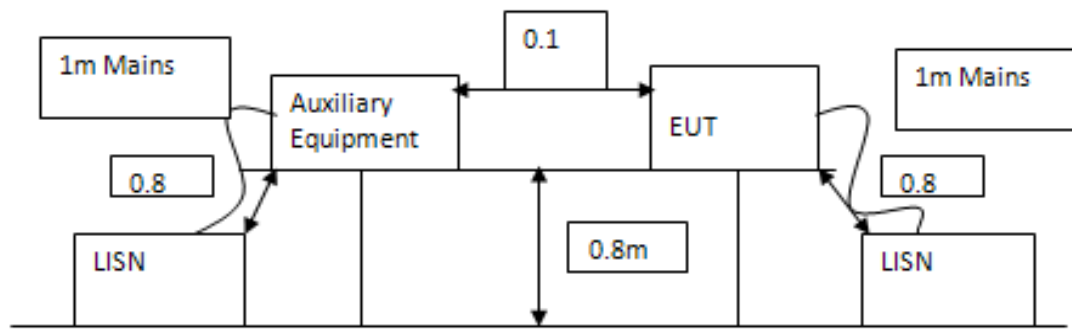 0.1
1m Mains
1m Mains
Auxiliary
Equipment
EUT
0.8
0.8
0.8m
LISN
LISN